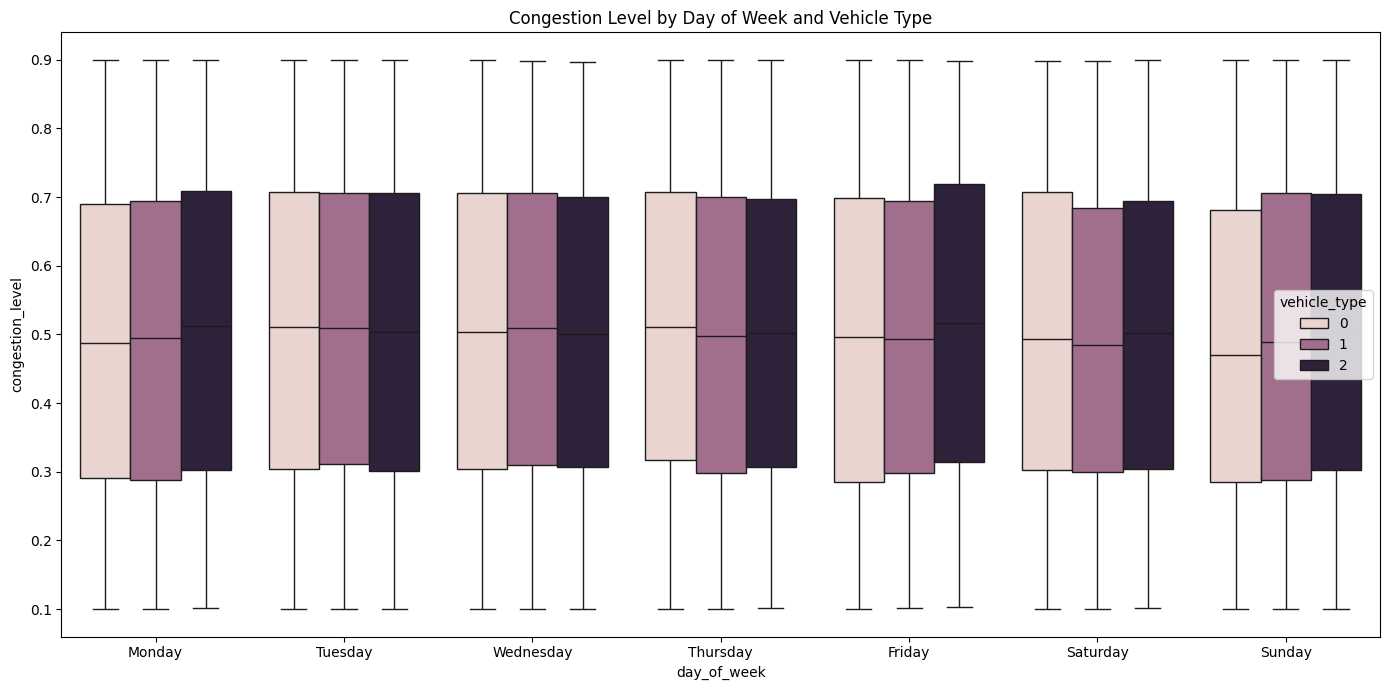 Congestion Level by Day of Week and Vehicle Type
congestion_level
0.9
0.8
0.7
0.6
0.5
0.4
0.3
0.2
0.1
vehicle_type
0
1
2
Monday Tuesday Wednesday Thursday Friday Saturday Sunday
day_of_week